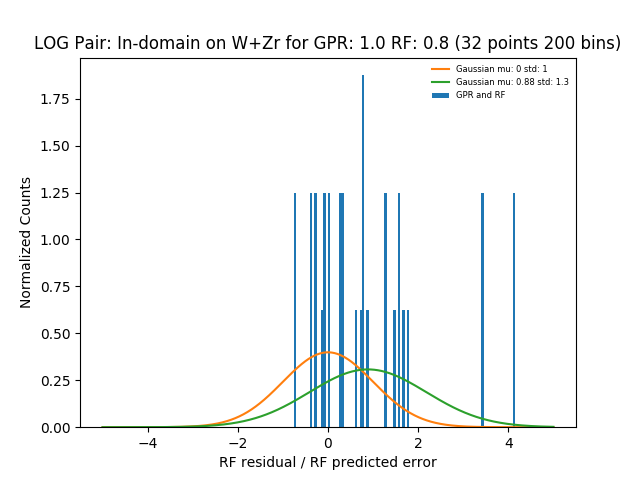 LOG Pair: In-domain on W+Zr for GPR: 1.0 RF: 0.8 (32 points 200 bins)
Gaussian mu: 0 std: 1
Gaussian mu: 0.88 std: 1.3
GPR and RF
Normalized Counts
1.75
1.50
1.25
1.00
0.75
0.50
0.25
0.00
−4
−2
0
2
4
RF residual / RF predicted error